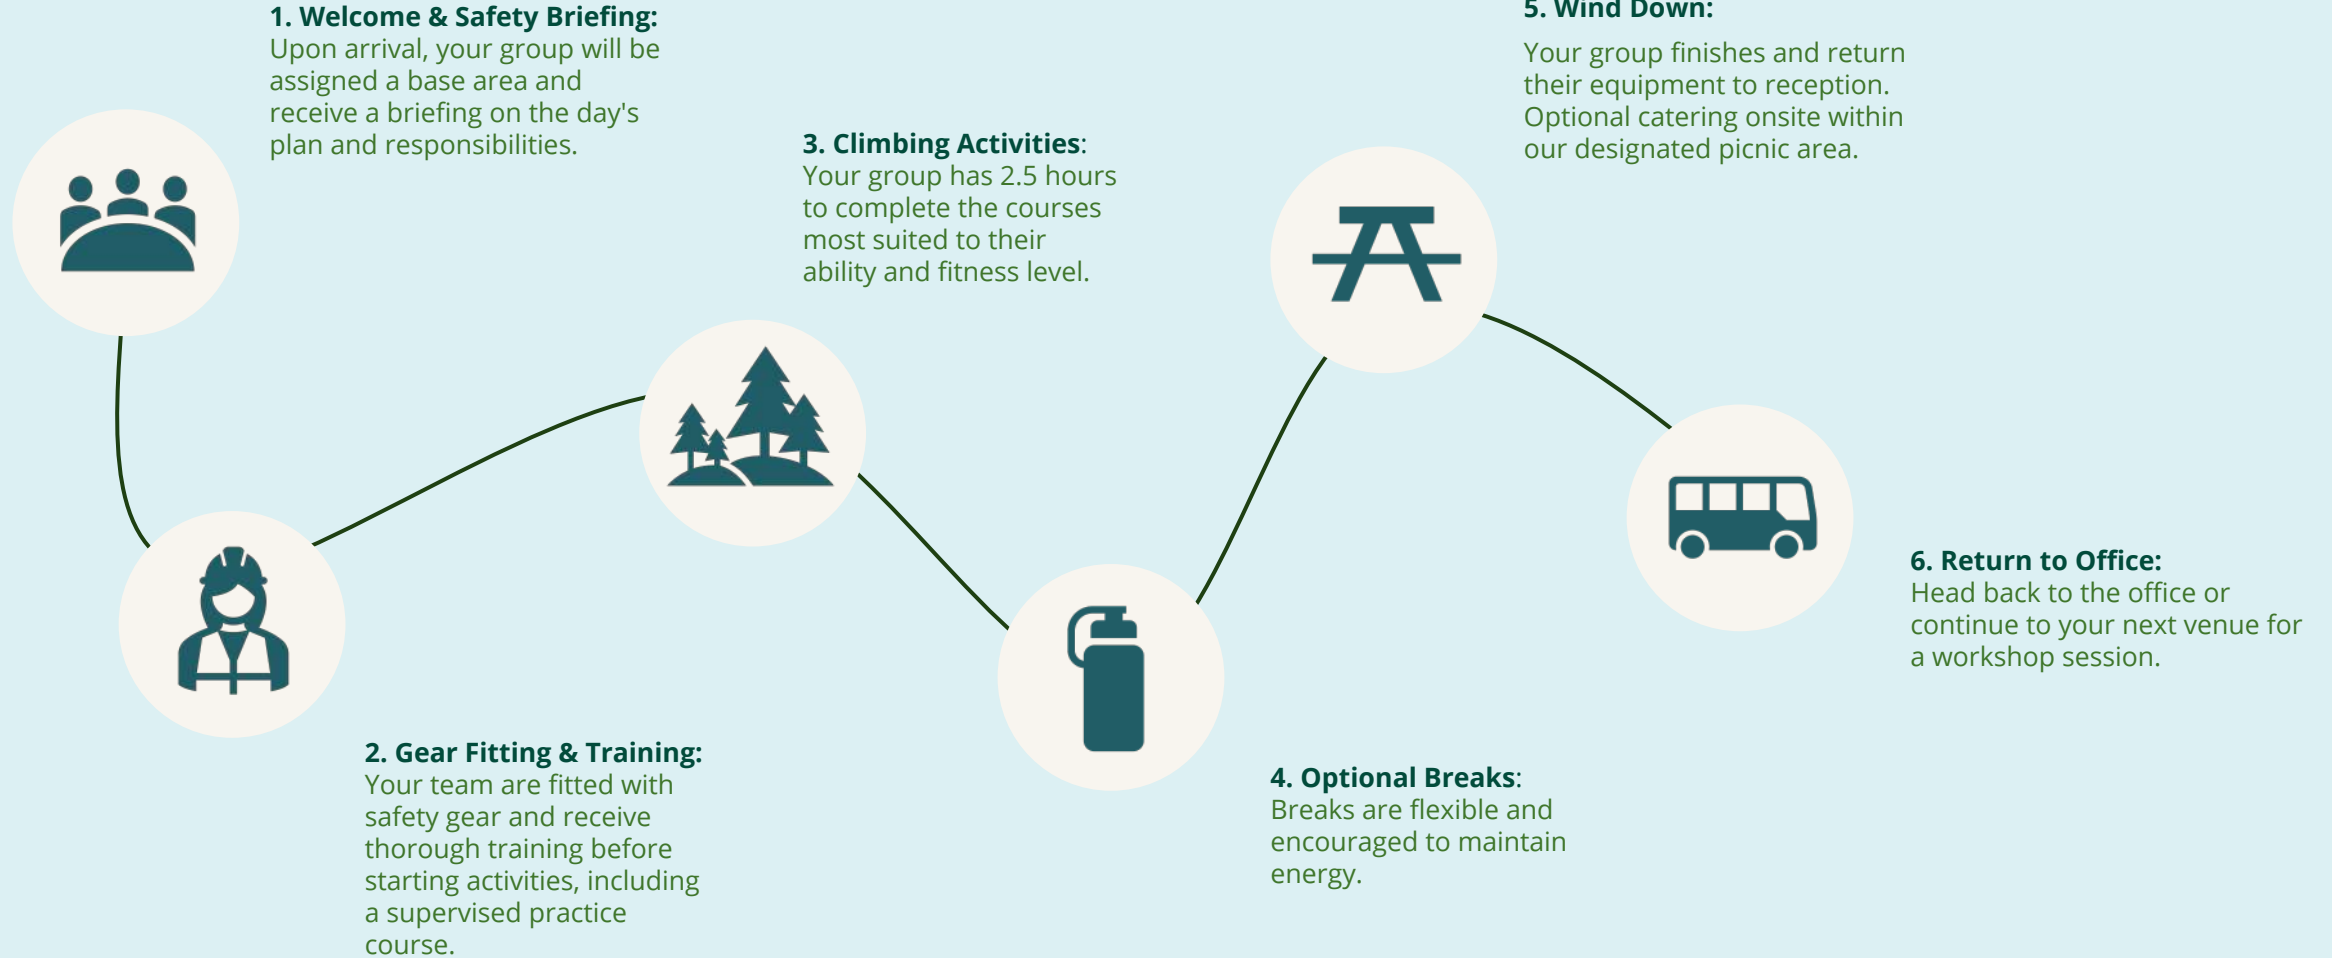 1. Welcome & Safety Briefing:
Upon arrival, your group will be
assigned a base area and
receive a briefing on the day's
plan and responsibilities.
2. Gear Fitting & Training:
Your team are fitted with
safety gear and receive
thorough training before
starting activities, including
a supervised practice
course.
3. Climbing Activities:
Your group has 2.5 hours
to complete the courses
most suited to their
ability and fitness level.
4. Optional Breaks:
Breaks are flexible and
encouraged to maintain
energy.
5. Wind Down:
Your group finishes and return
their equipment to reception.
Optional catering onsite within
our designated picnic area.
6. Return to Office:
Head back to the office or
continue to your next venue for
a workshop session.